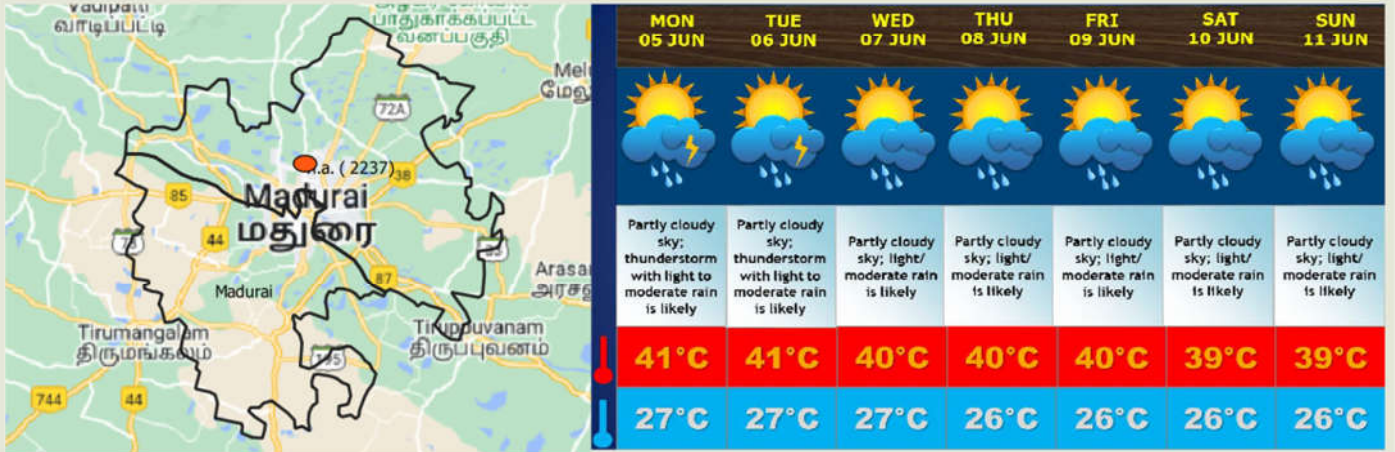 Vadipatti
வாடிப்பட்டி
பாதுகாக்கப்பட்ட
வனப்பகுதி
72A
n.a. ( 2237)
38
85
Madurai
மதுரை
44
87
Madurai
Tirumangalam
திருமங்கலம்
Tiruppuvanam
திருப்புவனம்
744
44
MON
05 JUN
TUE
06 JUN
WED
07 JUN
THU
08 JUN
FRI
09 JUN
SAT
10 JUN
SUN
11 JUN
Partly cloudy
sky;
thunderstorm
with light to
moderate rain
is likely
Partly cloudy
sky;
thunderstorm
with light to
moderate rain
is likely
Partly cloudy
sky; light/
moderate rain
is likely
Partly cloudy
sky; light/
moderate rain
is likely
Partly cloudy
sky; light/
moderate rain
is likely
Partly cloudy
sky; light/
moderate rain
is likely
Partly cloudy
sky; light/
moderate rain
is likely
41°C 41°C 40°C 40°C 40°C 39°C 39°C
27°C 27°C 27°C 26°C 26°C 26°C 26°C